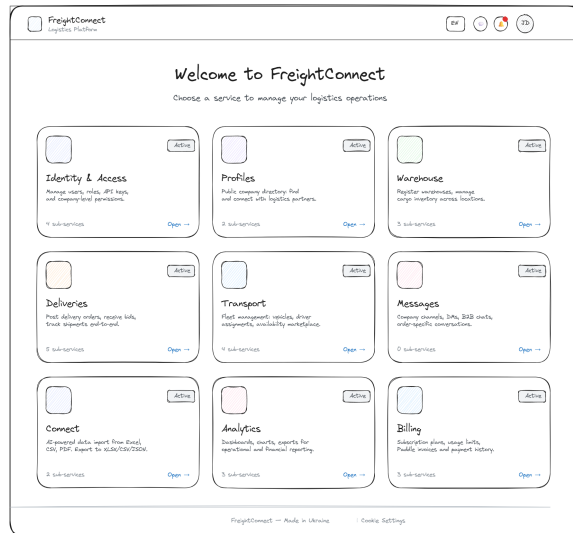 FreightConnect
Logistics Platform
EN
JD
Welcome to FreightConnect
Choose a service to manage your logistics operations
Active
Identity & Access
Manage users, roles, API keys,
and company-level permissions.
4 sub-services
Open →
Active
Profiles
Public company directory: find
and connect with logistics partners.
2 sub-services
Open →
Active
Warehouse
Register warehouses, manage
cargo inventory across locations.
3 sub-services
Open →
Active
Deliveries
Post delivery orders, receive bids,
track shipments end-to-end.
5 sub-services
Open →
Active
Transport
Fleet management: vehicles, driver
assignments, availability marketplace.
4 sub-services
Open →
Active
Messages
Company channels, DMs, B2B chats,
order-specific conversations.
0 sub-services
Open →
Active
Connect
AI-powered data import from Excel,
CSV, PDF. Export to XLSX/CSV/JSON.
2 sub-services
Open →
Active
Analytics
Dashboards, charts, exports for
operational and financial reporting.
3 sub-services
Open →
Active
Billing
Subscription plans, usage limits,
Paddle invoices and payment history.
3 sub-services
Open →
FreightConnect — Made in Ukraine
Cookie Settings